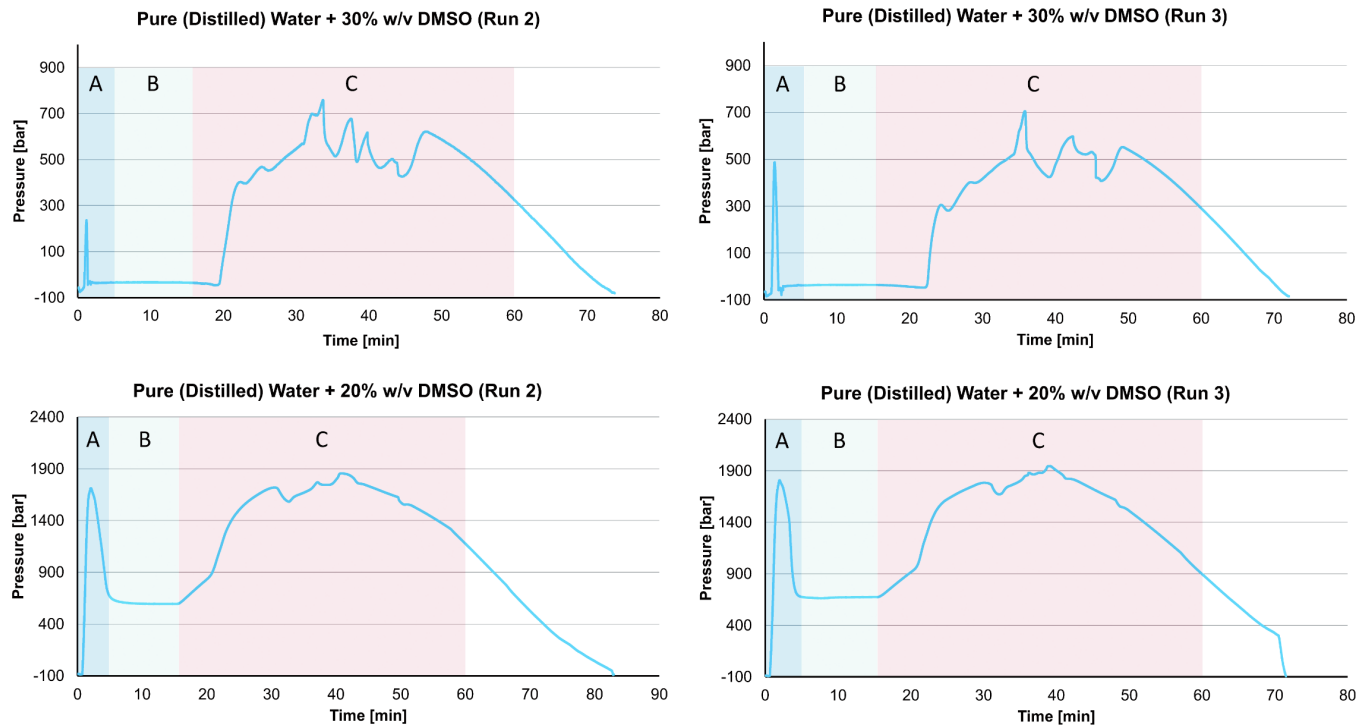 Pure (Distilled) Water + 30% w/v DMSO (Run 2)
Pressure [bar]
900
700
500
300
100
-100
A
B
C
0 10 20 30 40 50 60 70 80
Time [min]
Pure (Distilled) Water + 30% w/v DMSO (Run 3)
Pressure [bar]
900
700
500
300
100
-100
A
B
C
0 10 20 30 40 50 60 70 80
Time [min]
Pure (Distilled) Water + 20% w/v DMSO (Run 2)
Pressure [bar]
2400
1900
1400
900
400
-100
A
B
C
0 10 20 30 40 50 60 70 80 90
Time [min]
Pure (Distilled) Water + 20% w/v DMSO (Run 3)
Pressure [bar]
2400
1900
1400
900
400
-100
A
B
C
0 10 20 30 40 50 60 70 80
Time [min]